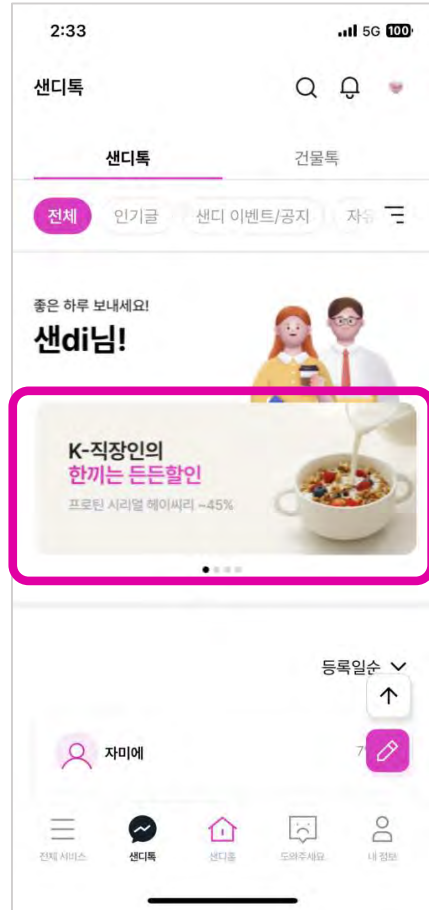 2:33
5G 100
샌디톡
샌디톡 건물톡
전체 인기글 샌디 이벤트/공지 자유
좋은 하루 보내세요!
샌di님!
K-직장인의
한끼는 든든할인
프로틴 시리얼 헤이씨리 ~45%
등록일순
자미에
전체 서비스 샌디톡 샌디홈 도와주세요 내 정보